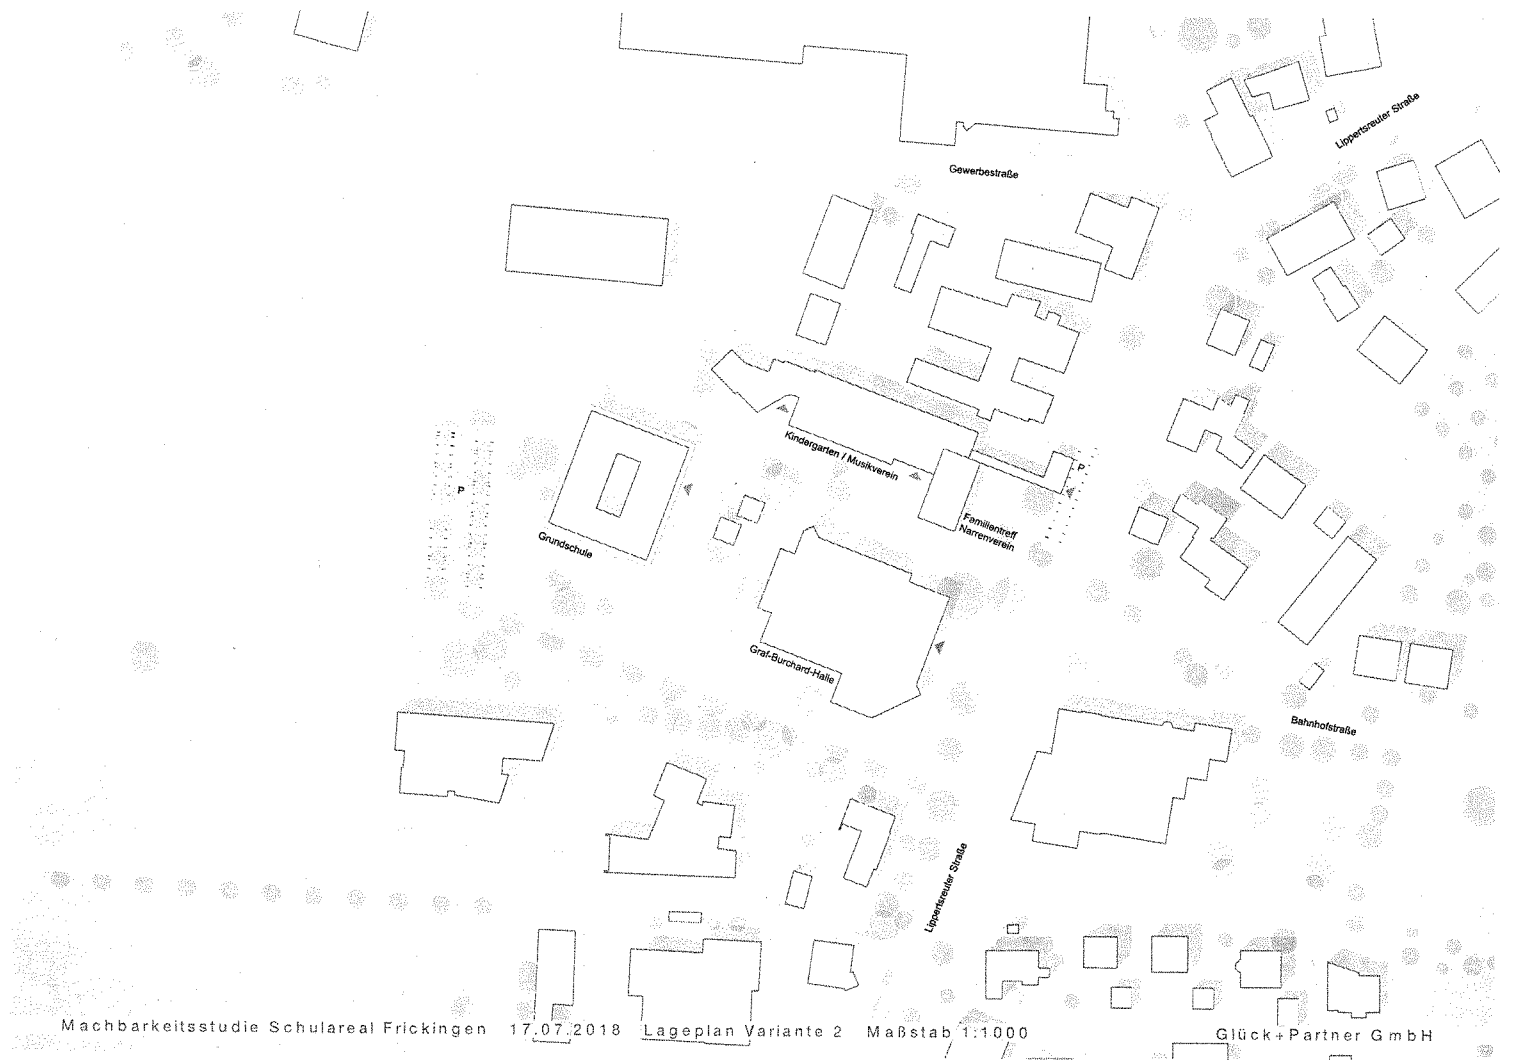 Lippertsreuter Straße
Gewerbestraße
Kindergarten / Musikverein
P
P
Familientreff
Narrenverein
Grundschule
Graf-Burchard-Halle
Bahnhofstraße
Lippertsreuter Straße
Machbarkeitsstudie Schulareal Frickingen 17.07.2018 Lageplan Variante 2 Maßstab 1:1000 Glück+Partner GmbH